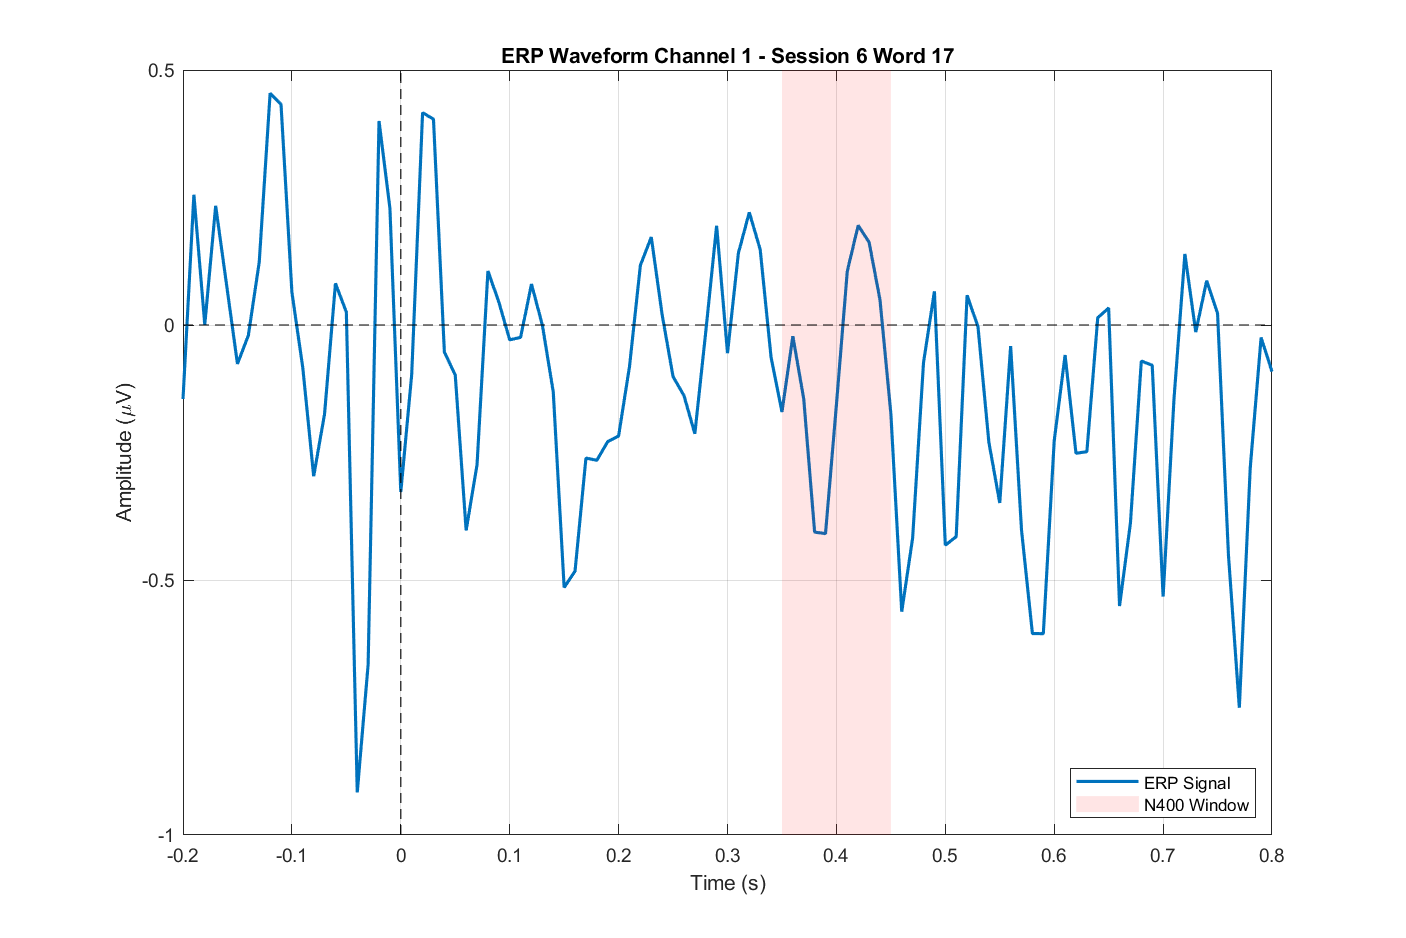 ERP Waveform Channel 1 - Session 6 Word 17
0.5
0
-0.5
-1
Amplitude (μV)
-0.2 -0.1 0 0.1 0.2 0.3 0.4 0.5 0.6 0.7 0.8
Time (s)
ERP Signal
N400 Window